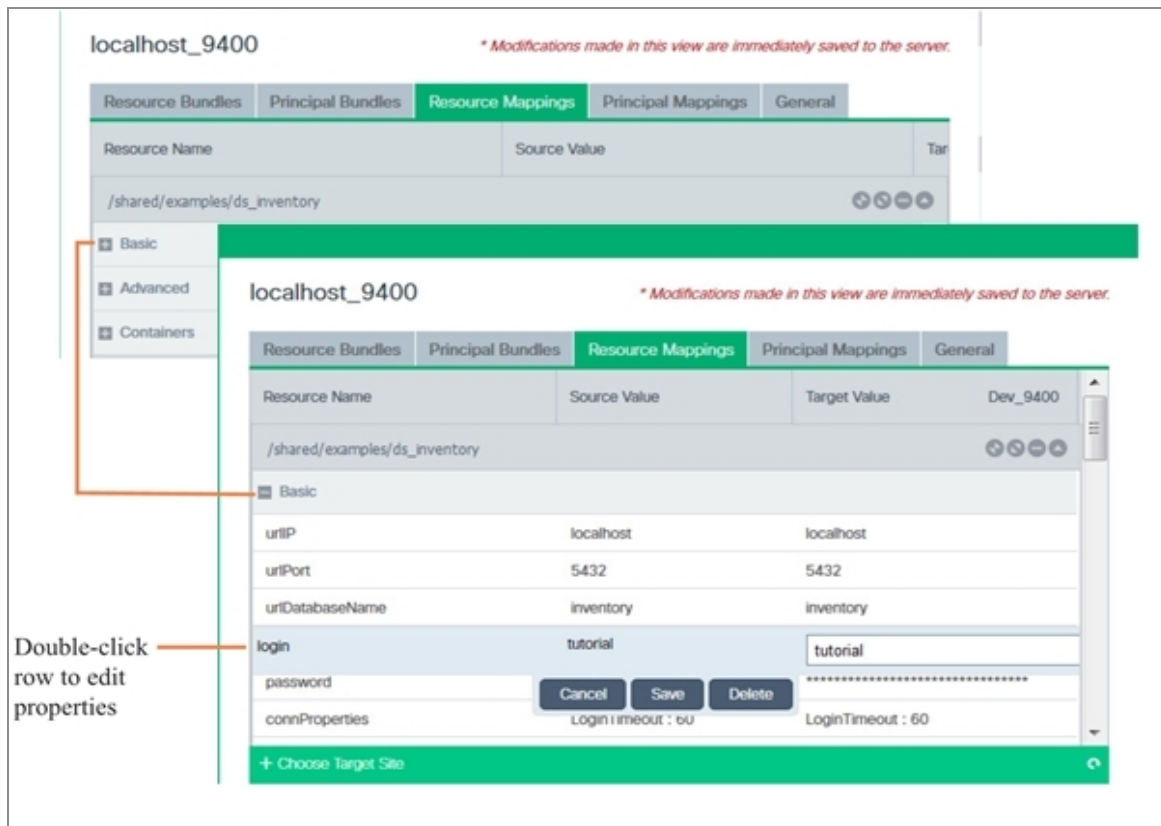 localhost_9400
* Modifications made in this view are immediately saved to the server.
Resource Bundles Principal Bundles Resource Mappings Principal Mappings General
Resource Name Source Value Tar
/shared/examples/ds_inventory
Basic
Advanced
Containers
localhost_9400
* Modifications made in this view are immediately saved to the server.
Resource Bundles Principal Bundles Resource Mappings Principal Mappings General
Resource Name Source Value Target Value Dev_9400
/shared/examples/ds_inventory
Basic
urlIP localhost localhost
urlPort 5432 5432
urlDatabaseName inventory inventory
login tutorial tutorial
password ********************************
Cancel Save Delete
connProperties LoginTimeout : 60 LoginTimeout : 60
+ Choose Target Site
Double-click
row to edit
properties